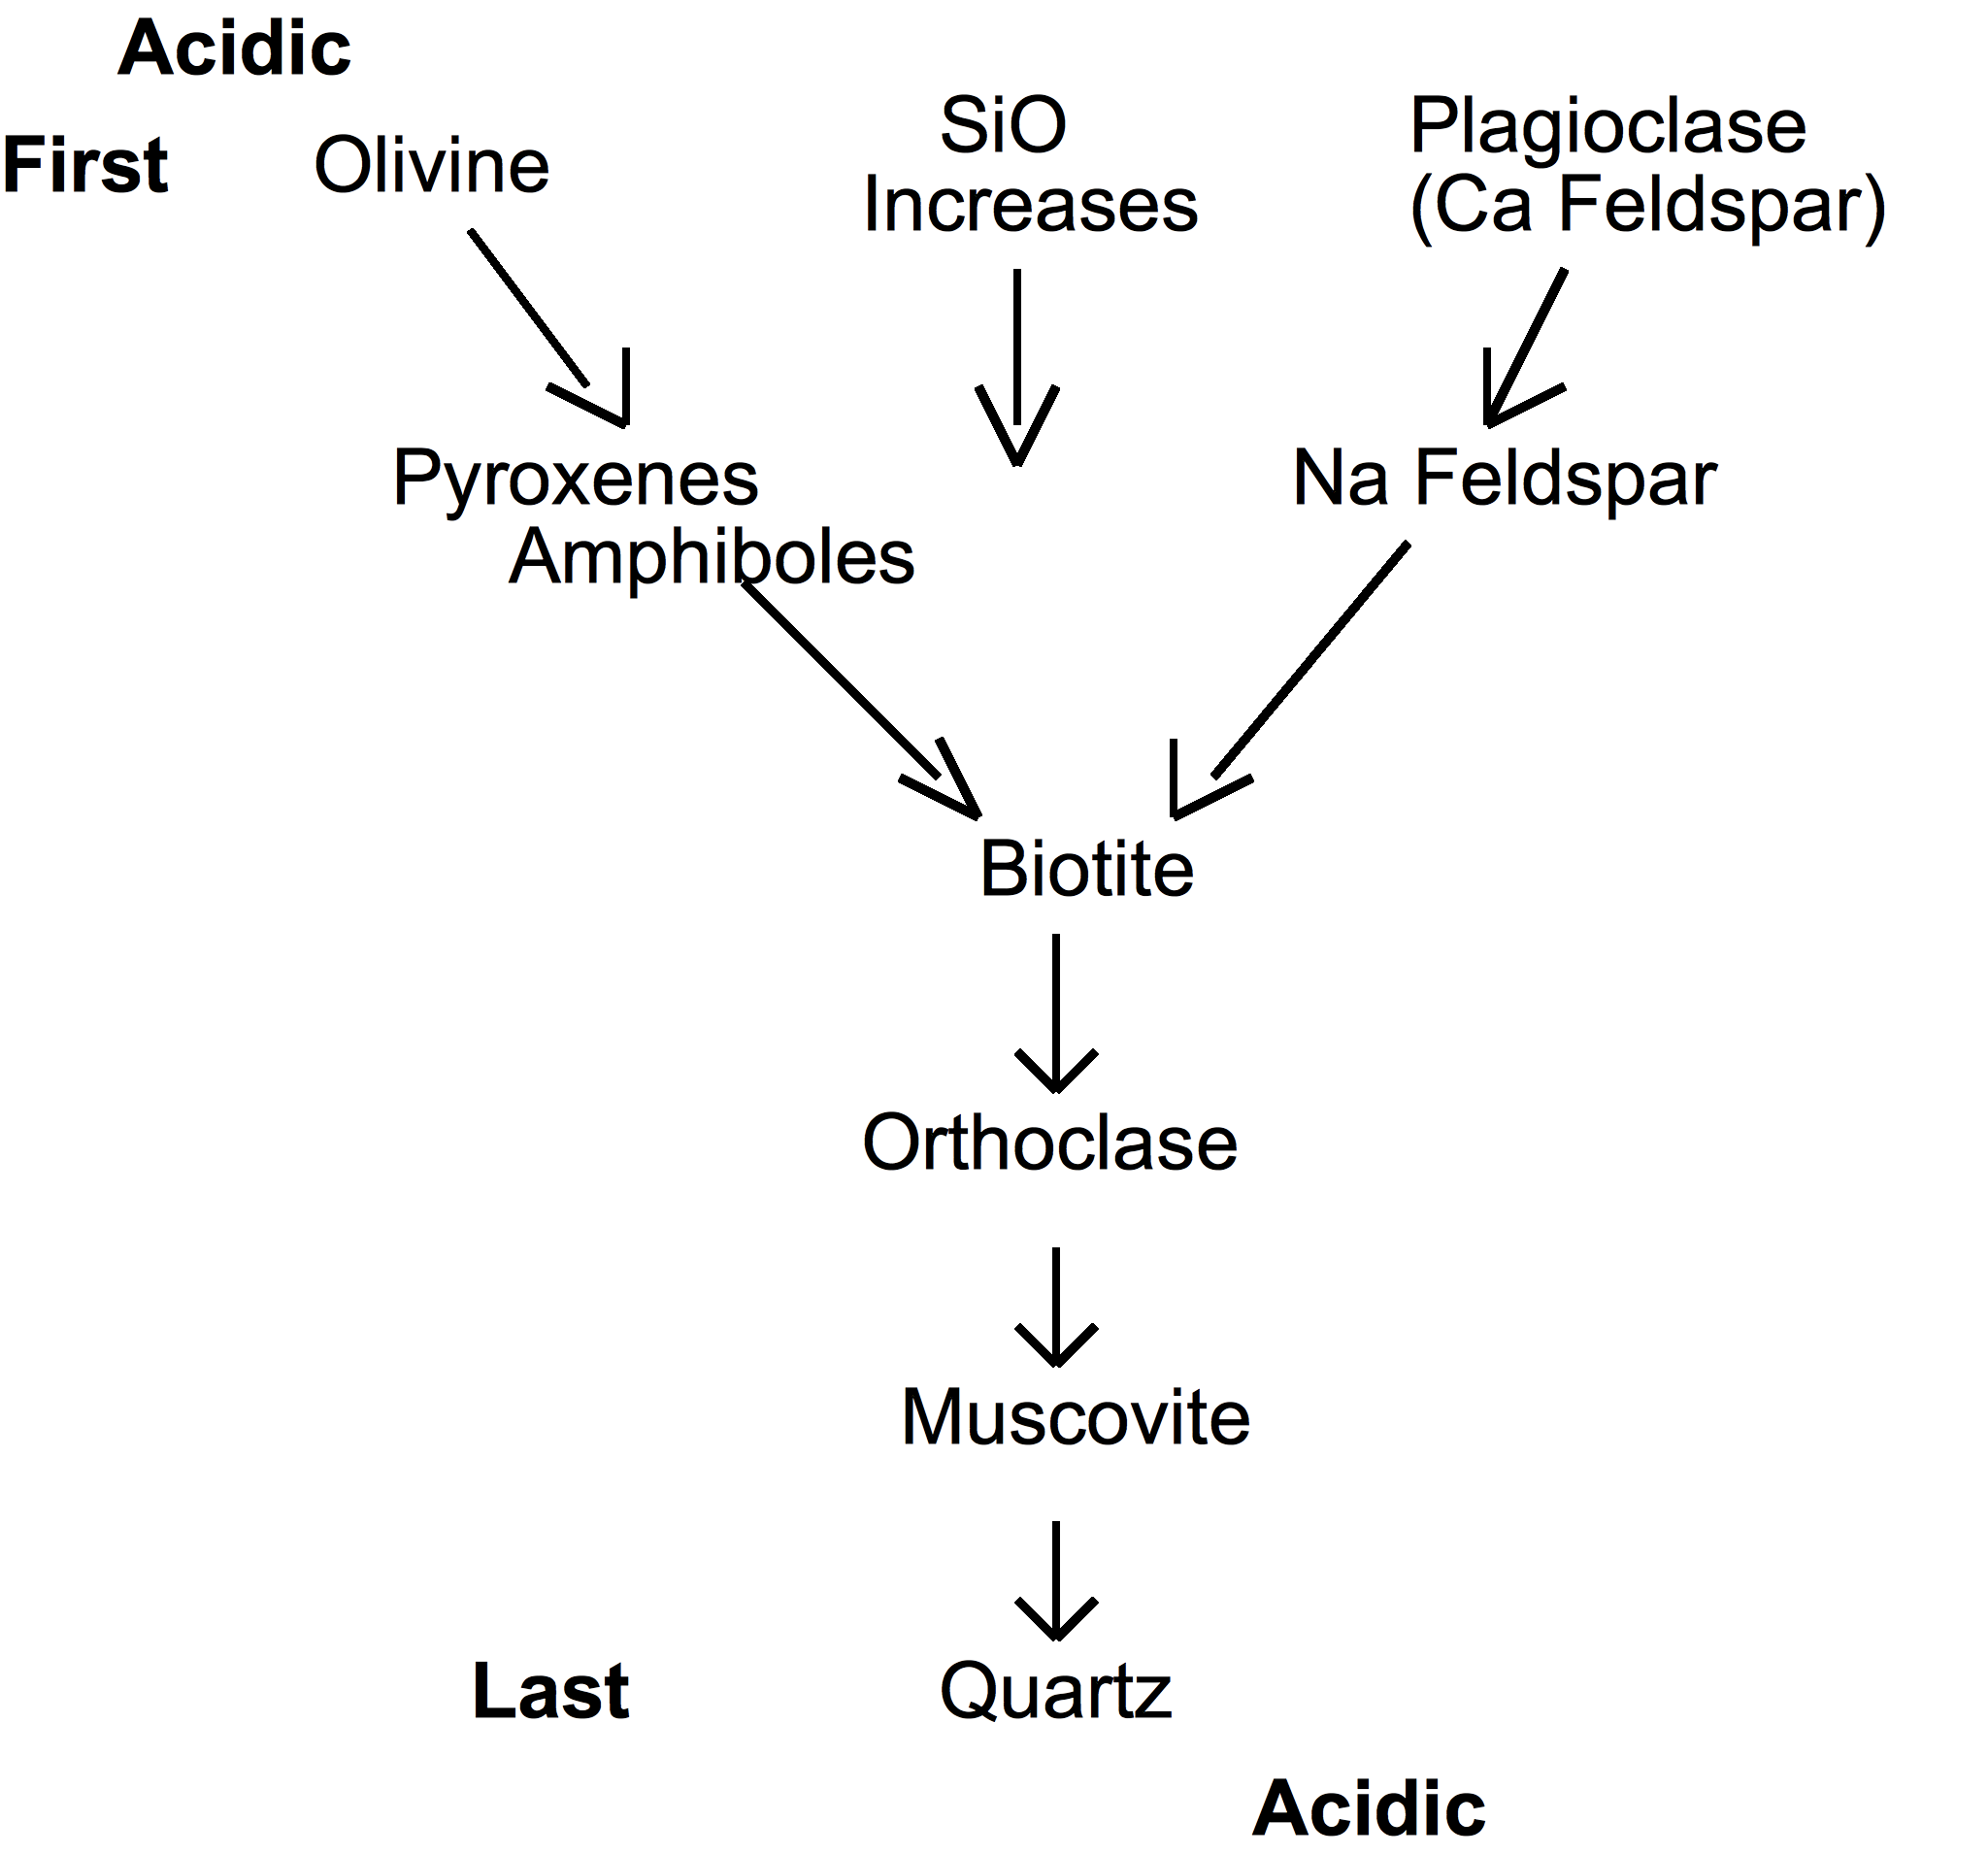 Acidic
First
Olivine
SiO
Increases
Plagioclase
(Ca Feldspar)
Pyroxenes
Amphiboles
Na Feldspar
Biotite
Orthoclase
Muscovite
Last
Quartz
Acidic